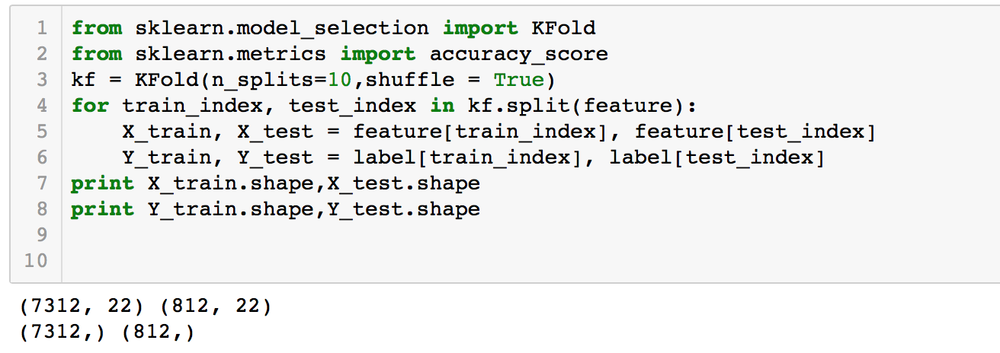 1 from sklearn.model_selection import KFold
2 from sklearn.metrics import accuracy_score
3 kf = KFold(n_splits=10,shuffle = True)
4 for train_index, test_index in kf.split(feature):
5     X_train, X_test = feature[train_index], feature[test_index]
6     Y_train, Y_test = label[train_index], label[test_index]
7 print X_train.shape,X_test.shape
8 print Y_train.shape,Y_test.shape
9
10
(7312, 22) (812, 22)
(7312,) (812,)